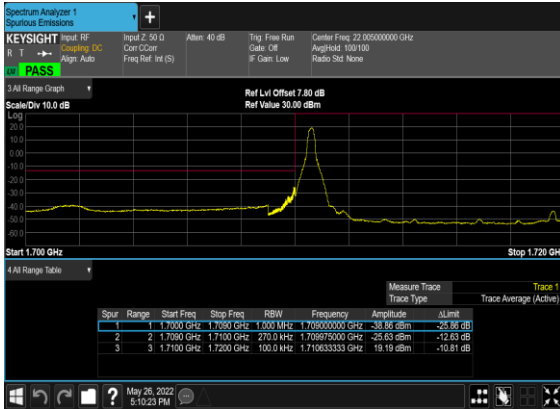 Spectrum Analyzer 1
Spurious Emissions
+
KEYSIGHT Input: RF Input Z: 50 Ω Atten: 40 dB Trig: Free Run Center Freq: 22.005000000 GHz
R T Coupling: DC Corr CCorr Gate: Off Avg|Hold: 100/100
Align: Auto Freq Ref: Int (S) IF Gain: Low Radio Std: None
PASS
3 All Range Graph
Ref Lvl Offset 7.80 dB
Scale/Div 10.0 dB Ref Value 30.00 dBm
Log
20.0
10.0
0.00
-10.0
-20.0
-30.0
-40.0
-50.0
-60.0
Start 1.700 GHz Stop 1.720 GH
4 All Range Table
Measure Trace Trace 1
Trace Type Trace Average (Active)
Spur Range Start Freq Stop Freq RBW Frequency Amplitude ΔLimit
1 1 1.7000 GHz 1.7090 GHz 1.000 MHz 1.709000000 GHz -38.86 dBm -25.86 dB
2 2 1.7090 GHz 1.7100 GHz 270.0 kHz 1.709975000 GHz -25.63 dBm -12.63 dB
3 3 1.7100 GHz 1.7200 GHz 100.0 kHz 1.710633333 GHz 19.19 dBm -10.81 dB
? May 26, 2022
5:10:23 PM